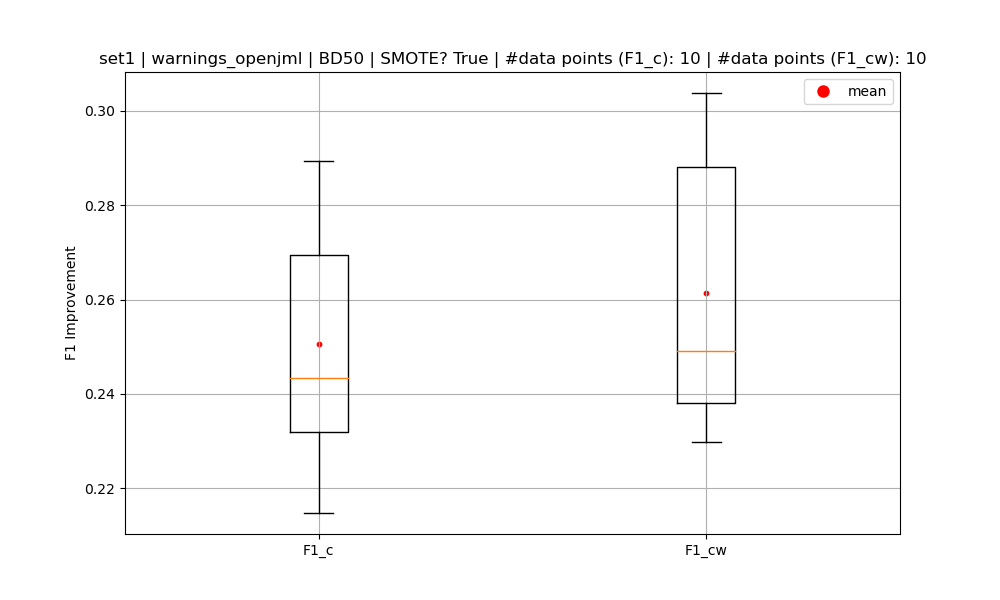 set1 | warnings_openjml | BD50 | SMOTE? True | #data points (F1_c): 10 | #data points (F1_cw): 10
mean
F1 Improvement
0.30
0.28
0.26
0.24
0.22
F1_c
F1_cw